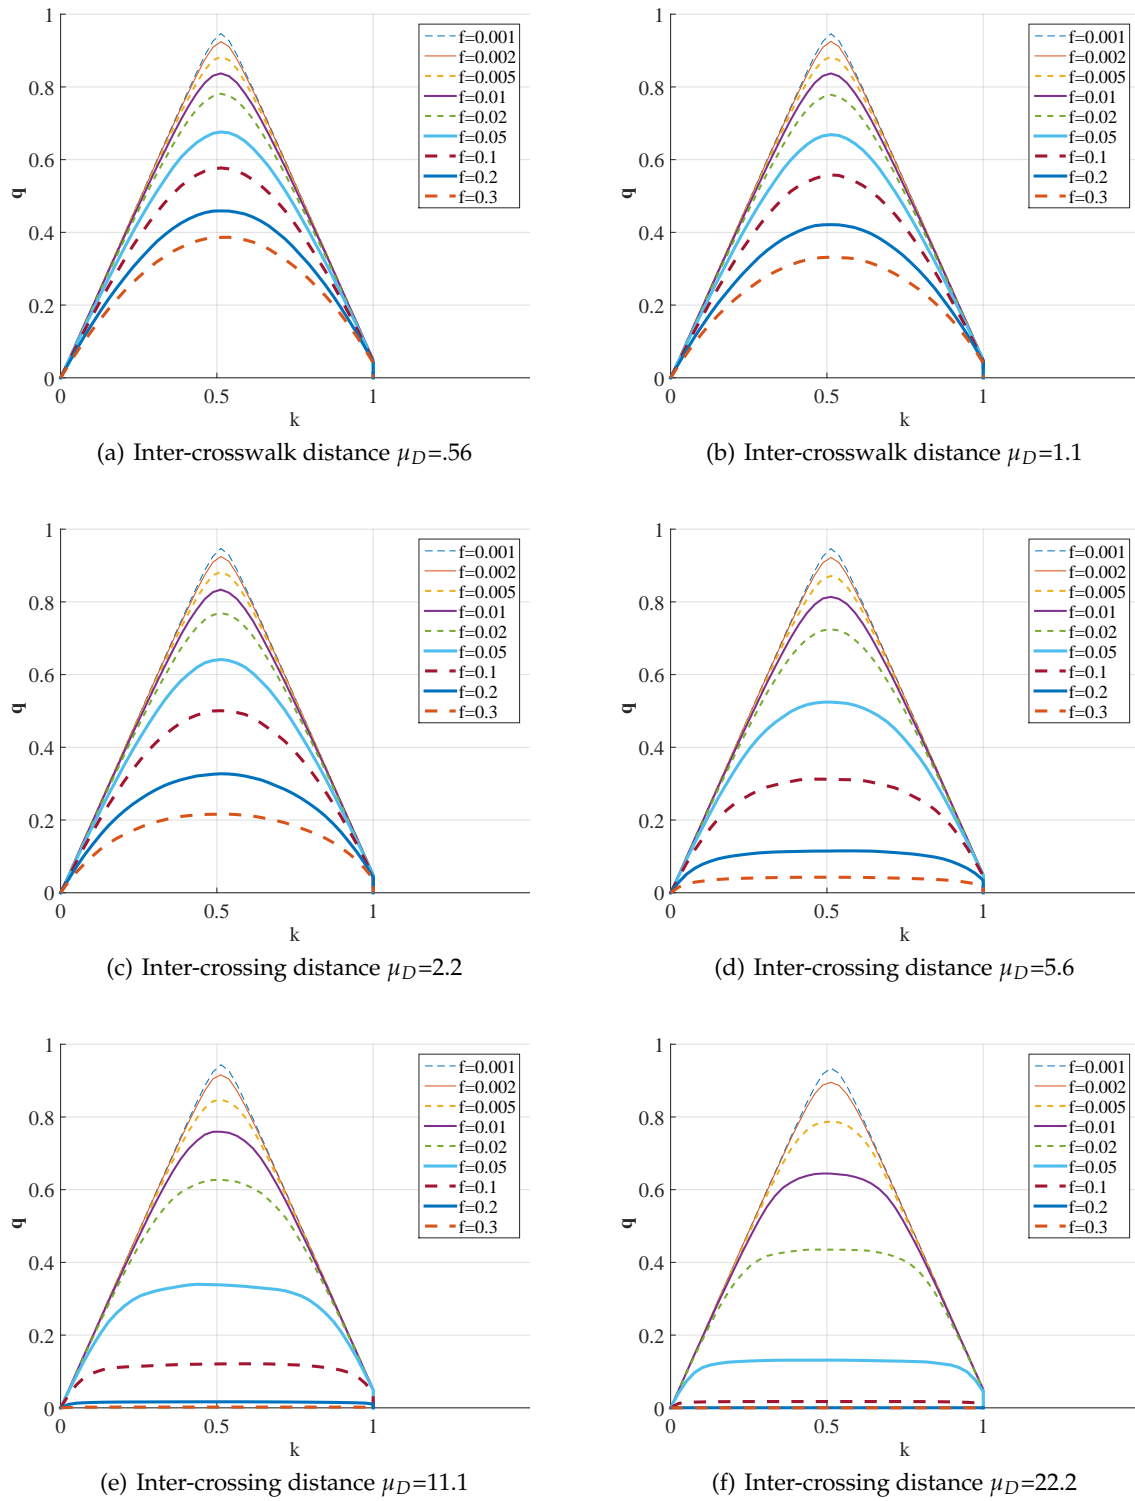 1
0.8
0.6
0.4
0.2
0
q
0
0.5
1
k
f=0.001
f=0.002
f=0.005
f=0.01
f=0.02
f=0.05
f=0.1
f=0.2
f=0.3
(a) Inter-crosswalk distance μD=.56
1
0.8
0.6
0.4
0.2
0
q
0
0.5
1
k
f=0.001
f=0.002
f=0.005
f=0.01
f=0.02
f=0.05
f=0.1
f=0.2
f=0.3
(b) Inter-crosswalk distance μD=1.1
1
0.8
0.6
0.4
0.2
0
q
0
0.5
1
k
f=0.001
f=0.002
f=0.005
f=0.01
f=0.02
f=0.05
f=0.1
f=0.2
f=0.3
(c) Inter-crossing distance μD=2.2
1
0.8
0.6
0.4
0.2
0
q
0
0.5
1
k
f=0.001
f=0.002
f=0.005
f=0.01
f=0.02
f=0.05
f=0.1
f=0.2
f=0.3
(d) Inter-crossing distance μD=5.6
1
0.8
0.6
0.4
0.2
0
q
0
0.5
1
k
f=0.001
f=0.002
f=0.005
f=0.01
f=0.02
f=0.05
f=0.1
f=0.2
f=0.3
(e) Inter-crossing distance μD=11.1
1
0.8
0.6
0.4
0.2
0
q
0
0.5
1
k
f=0.001
f=0.002
f=0.005
f=0.01
f=0.02
f=0.05
f=0.1
f=0.2
f=0.3
(f) Inter-crossing distance μD=22.2